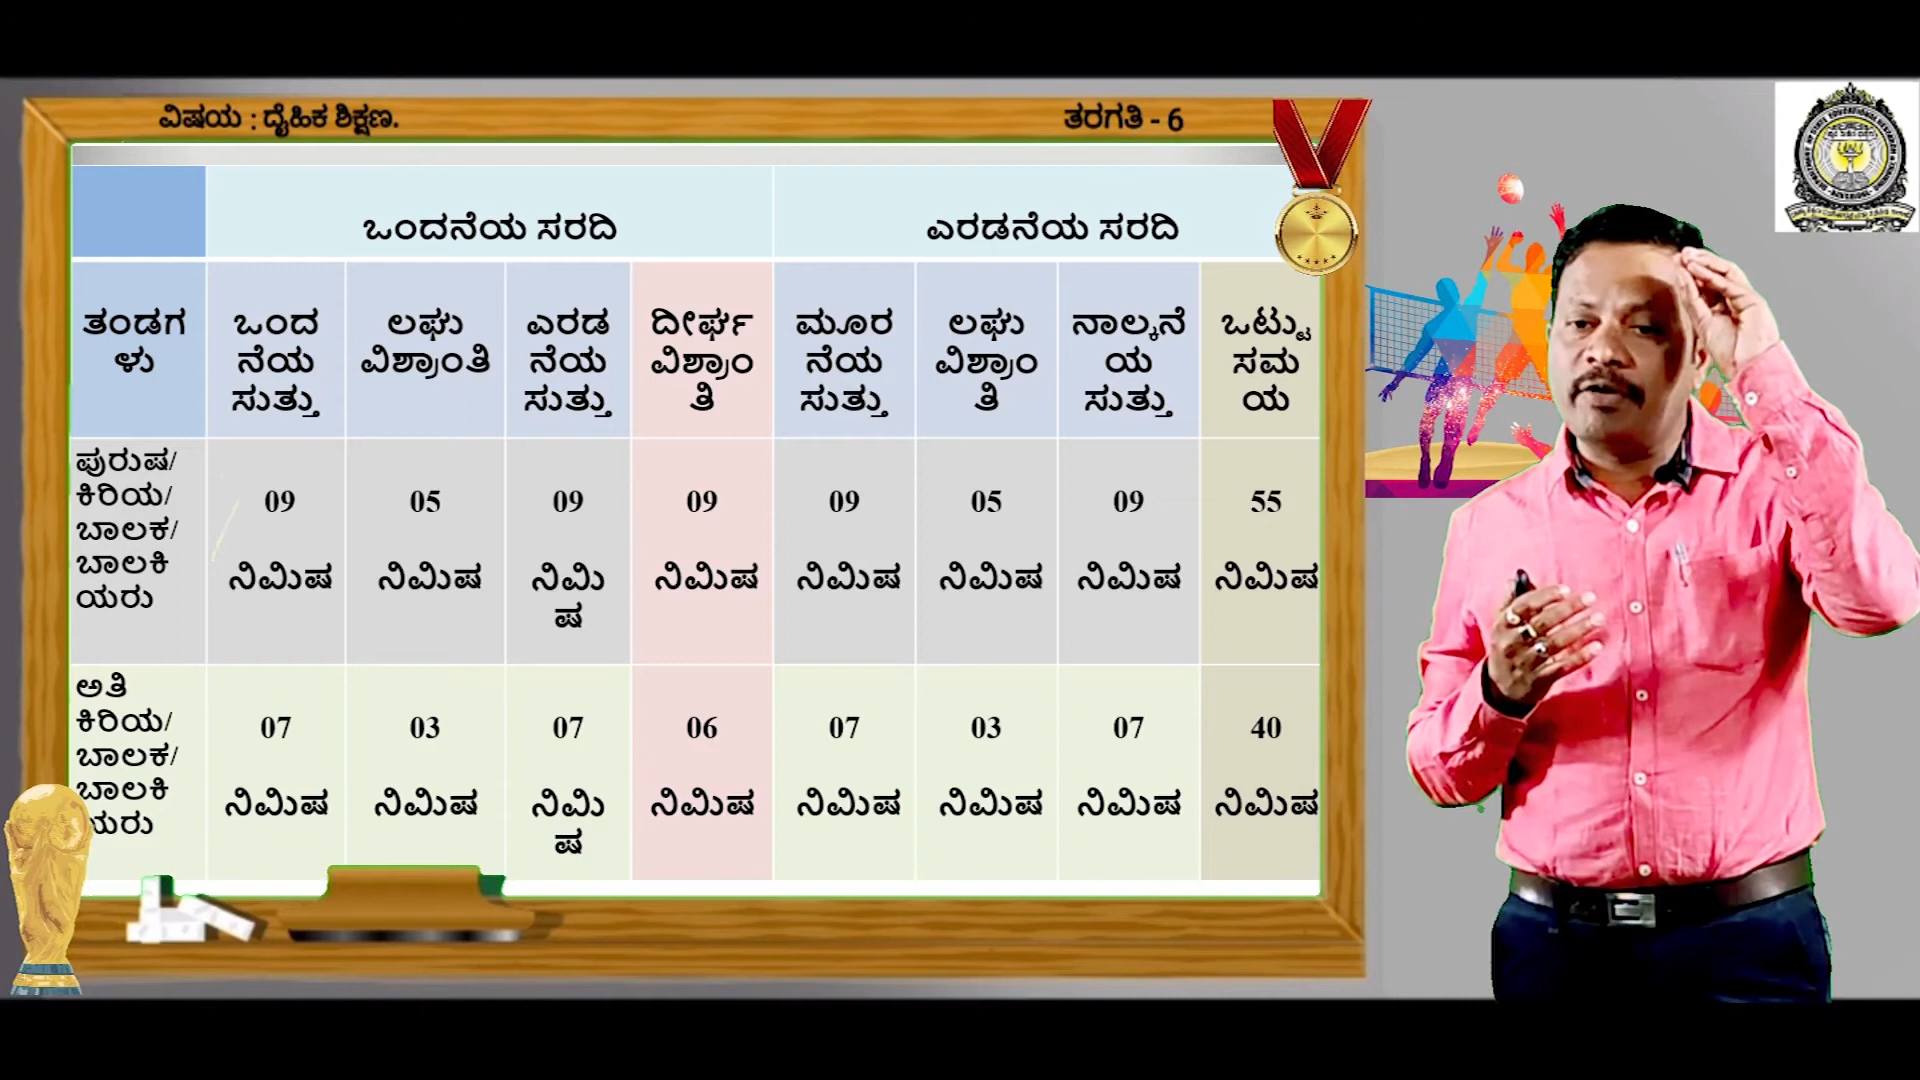 ವಿಷಯ : ದೈಹಿಕ ಶಿಕ್ಷಣ.
ತರಗತಿ - 6
ಒಂದನೆಯ ಸರದಿ
ಎರಡನೆಯ ಸರದಿ
ತಂಡಗ
ಳು
ಒಂದ
ನೆಯ
ಸುತ್ತು
ಲಘು
ವಿಶ್ರಾಂತಿ
ಎರಡ
ನೆಯ
ಸುತ್ತು
ದೀರ್ಘ
ವಿಶ್ರಾಂ
ತಿ
ಮೂರ
ನೆಯ
ಸುತ್ತು
ಲಘು
ವಿಶ್ರಾಂ
ತಿ
ನಾಲ್ಕನೆ
ಯ
ಸುತ್ತು
ಒಟ್ಟು
ಸಮ
ಯ
ಪುರುಷ/
ಕಿರಿಯ/
ಬಾಲಕ/
ಬಾಲಕಿ
ಯರು
09
ನಿಮಿಷ
05
ನಿಮಿಷ
09
ನಿಮಿ
ಷ
09
ನಿಮಿಷ
09
ನಿಮಿಷ
05
ನಿಮಿಷ
09
ನಿಮಿಷ
55
ನಿಮಿಷ
ಅತಿ
ಕಿರಿಯ/
ಬಾಲಕ/
ಬಾಲಕಿ
ಯರು
07
ನಿಮಿಷ
03
ನಿಮಿಷ
07
ನಿಮಿ
ಷ
06
ನಿಮಿಷ
07
ನಿಮಿಷ
03
ನಿಮಿಷ
07
ನಿಮಿಷ
40
ನಿಮಿಷ